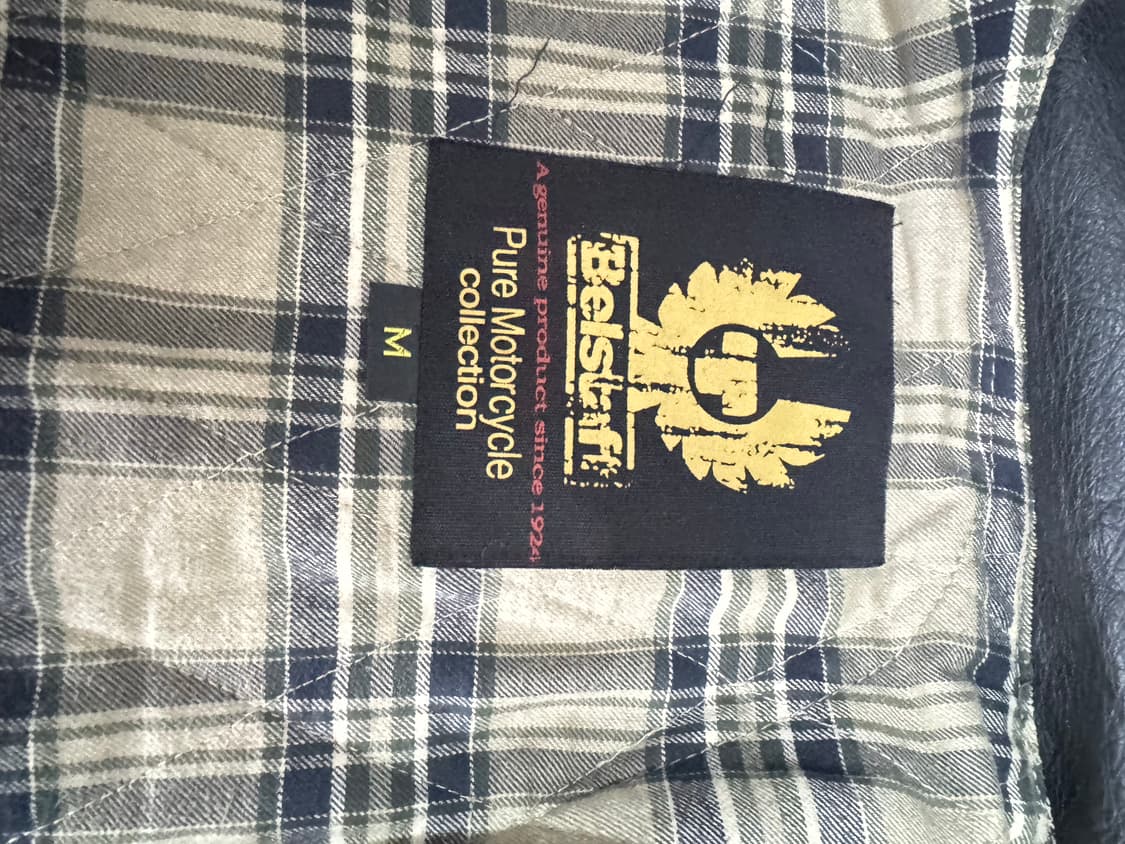 Belstaff
A genuine product since 1924
Pure Motorcycle
collection
M